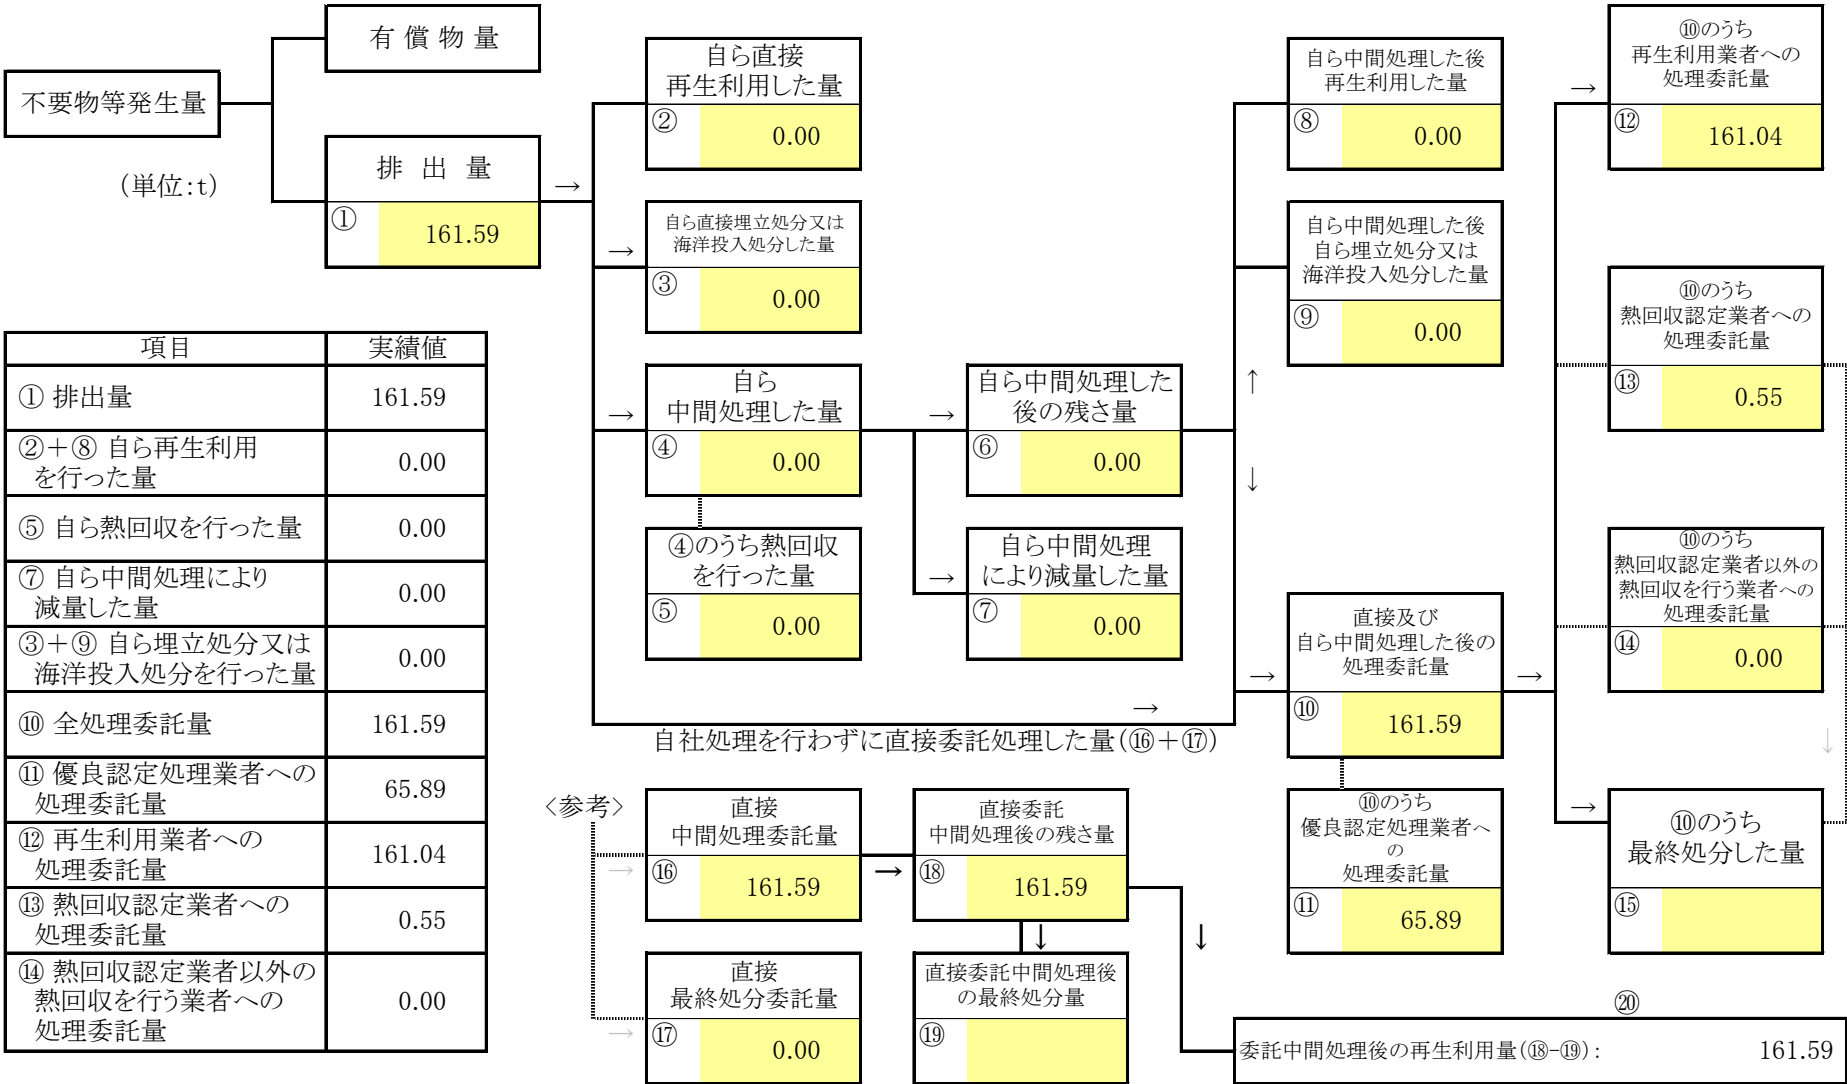 不要物等発生量
(単位:t)
有 償 物 量
排 出 量
→
①
161.59
自ら直接
再生利用した量
②
0.00
→
自ら直接埋立処分又は
海洋投入処分した量
③
0.00
→
自ら
中間処理した量
④
0.00
④のうち熱回収
を行った量
⑤
0.00
→
自ら中間処理した
後の残さ量
⑥
0.00
→
自ら中間処理
により減量した量
⑦
0.00
↑
↓
自ら中間処理した後
再生利用した量
⑧
0.00
自ら中間処理した後
自ら埋立処分又は
海洋投入処分した量
⑨
0.00
→
自社処理を行わずに直接委託処理した量(⑯+⑰)
→
直接及び
自ら中間処理した後の
処理委託量
⑩
161.59
→
⑩のうち
優良認定処理業者へ
の
処理委託量
⑪
65.89
→
⑩のうち
再生利用業者への
処理委託量
⑫
161.04
⑩のうち
熱回収認定業者への
処理委託量
⑬
0.55
⑩のうち
熱回収認定業者以外の
熱回収を行う業者への
処理委託量
⑭
0.00
↓
→
⑩のうち
最終処分した量
⑮
項目 実績値
① 排出量 161.59
②+⑧ 自ら再生利用
を行った量 0.00
⑤ 自ら熱回収を行った量 0.00
⑦ 自ら中間処理により
減量した量 0.00
③+⑨ 自ら埋立処分又は
海洋投入処分を行った量 0.00
⑩ 全処理委託量 161.59
⑪ 優良認定処理業者への
処理委託量 65.89
⑫ 再生利用業者への
処理委託量 161.04
⑬ 熱回収認定業者への
処理委託量 0.55
⑭ 熱回収認定業者以外の
熱回収を行う業者への
処理委託量 0.00
〈参考〉
→
直接
中間処理委託量
⑯
161.59
→
直接委託
中間処理後の残さ量
⑱
161.59
↓
↓
→
直接
最終処分委託量
⑰
0.00
直接委託中間処理後
の最終処分量
⑲
⑳
委託中間処理後の再生利用量(⑱-⑲): 161.59